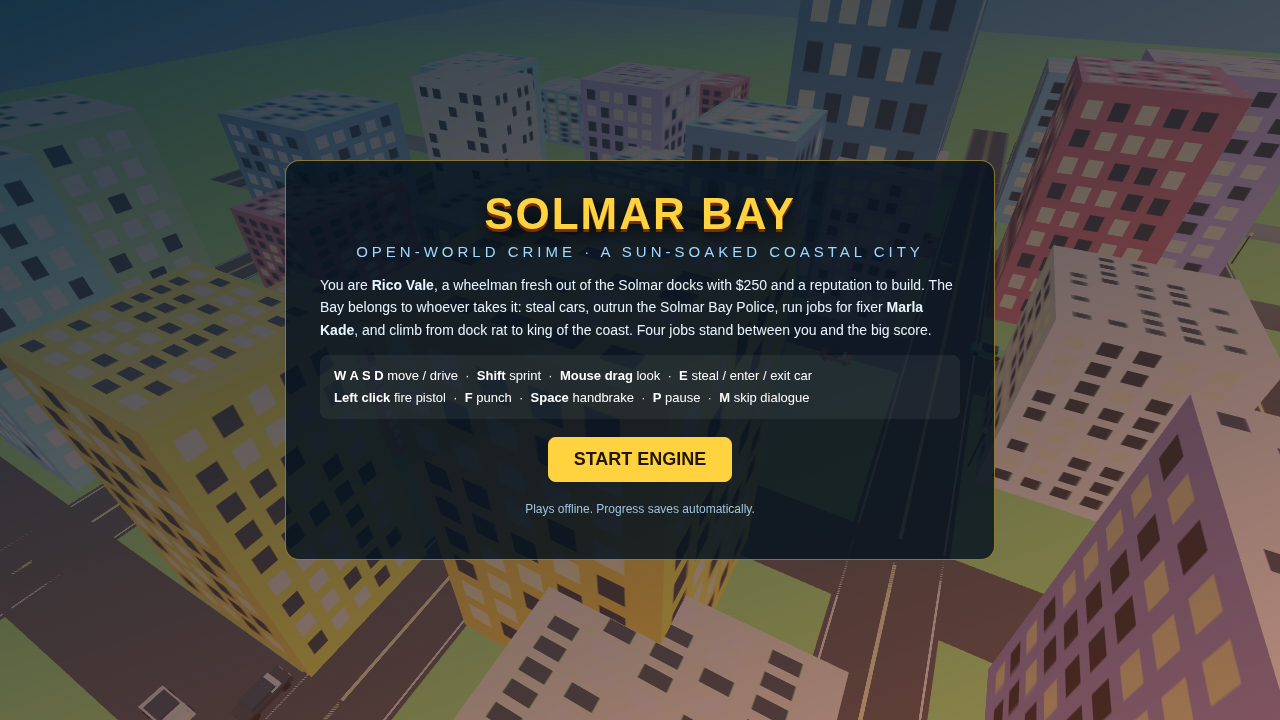 SOLMAR BAY
OPEN-WORLD CRIME · A SUN-SOAKED COASTAL CITY
You are Rico Vale, a wheelman fresh out of the Solmar docks with $250 and a reputation to build. The
Bay belongs to whoever takes it: steal cars, outrun the Solmar Bay Police, run jobs for fixer Marla
Kade, and climb from dock rat to king of the coast. Four jobs stand between you and the big score.
W A S D move / drive · Shift sprint · Mouse drag look · E steal / enter / exit car
Left click fire pistol · F punch · Space handbrake · P pause · M skip dialogue
START ENGINE
Plays offline. Progress saves automatically.